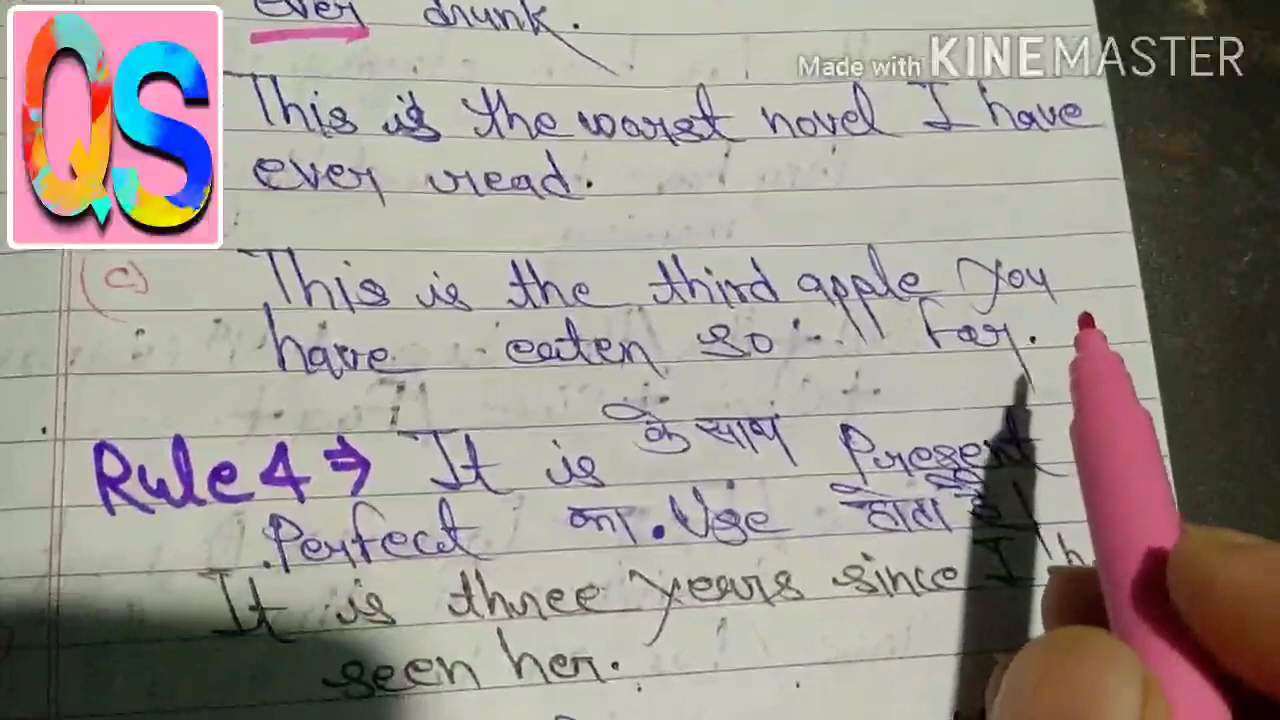 QS
Made with KINEMASTER
ever drunk.
This is the worst novel I have
ever read.
(c) This is the third apple you
have eaten so far.
Rule 4 ⇒ It is के साथ Present
Perfect का Use होता है
It is three years since I
seen her.